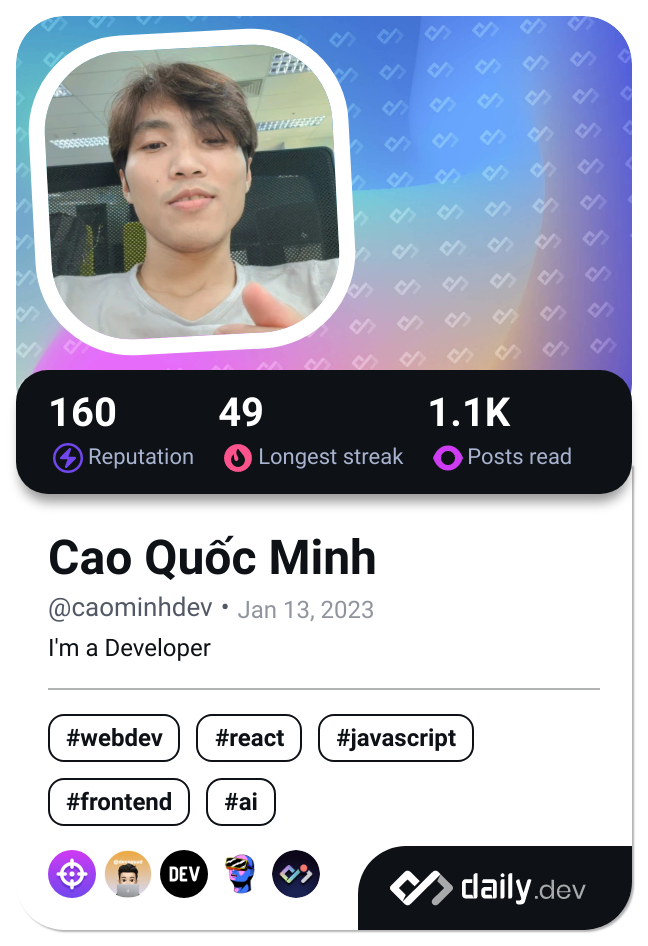 160 49 1.1K
Reputation Longest streak Posts read
Cao Quốc Minh
@caominhdev • Jan 13, 2023
I'm a Developer
#webdev #react #javascript
#frontend #ai
DEV
daily.dev